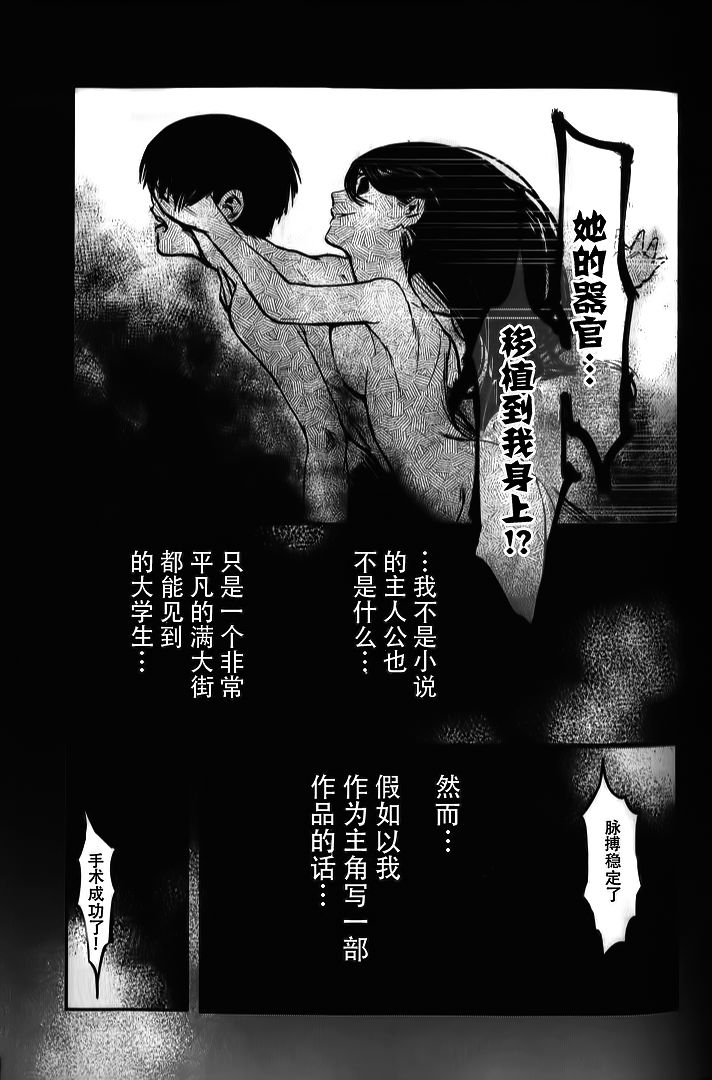 她的器官…
移植到我身上!?
…我不是小说
的主人公也
不是什么…
只是一个非常
平凡的满大街
都能见到
的大学生…
脉搏稳定了
然而…
假如以我
作为主角写一部
作品的话…
手术成功了!